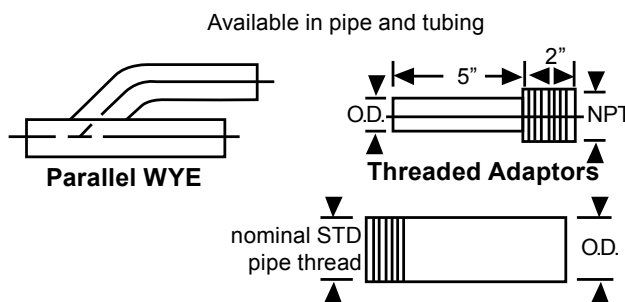 Available in pipe and tubing
5” 2”
O.D. NPT
Parallel WYE
Threaded Adaptors
nominal STD
pipe thread
O.D.